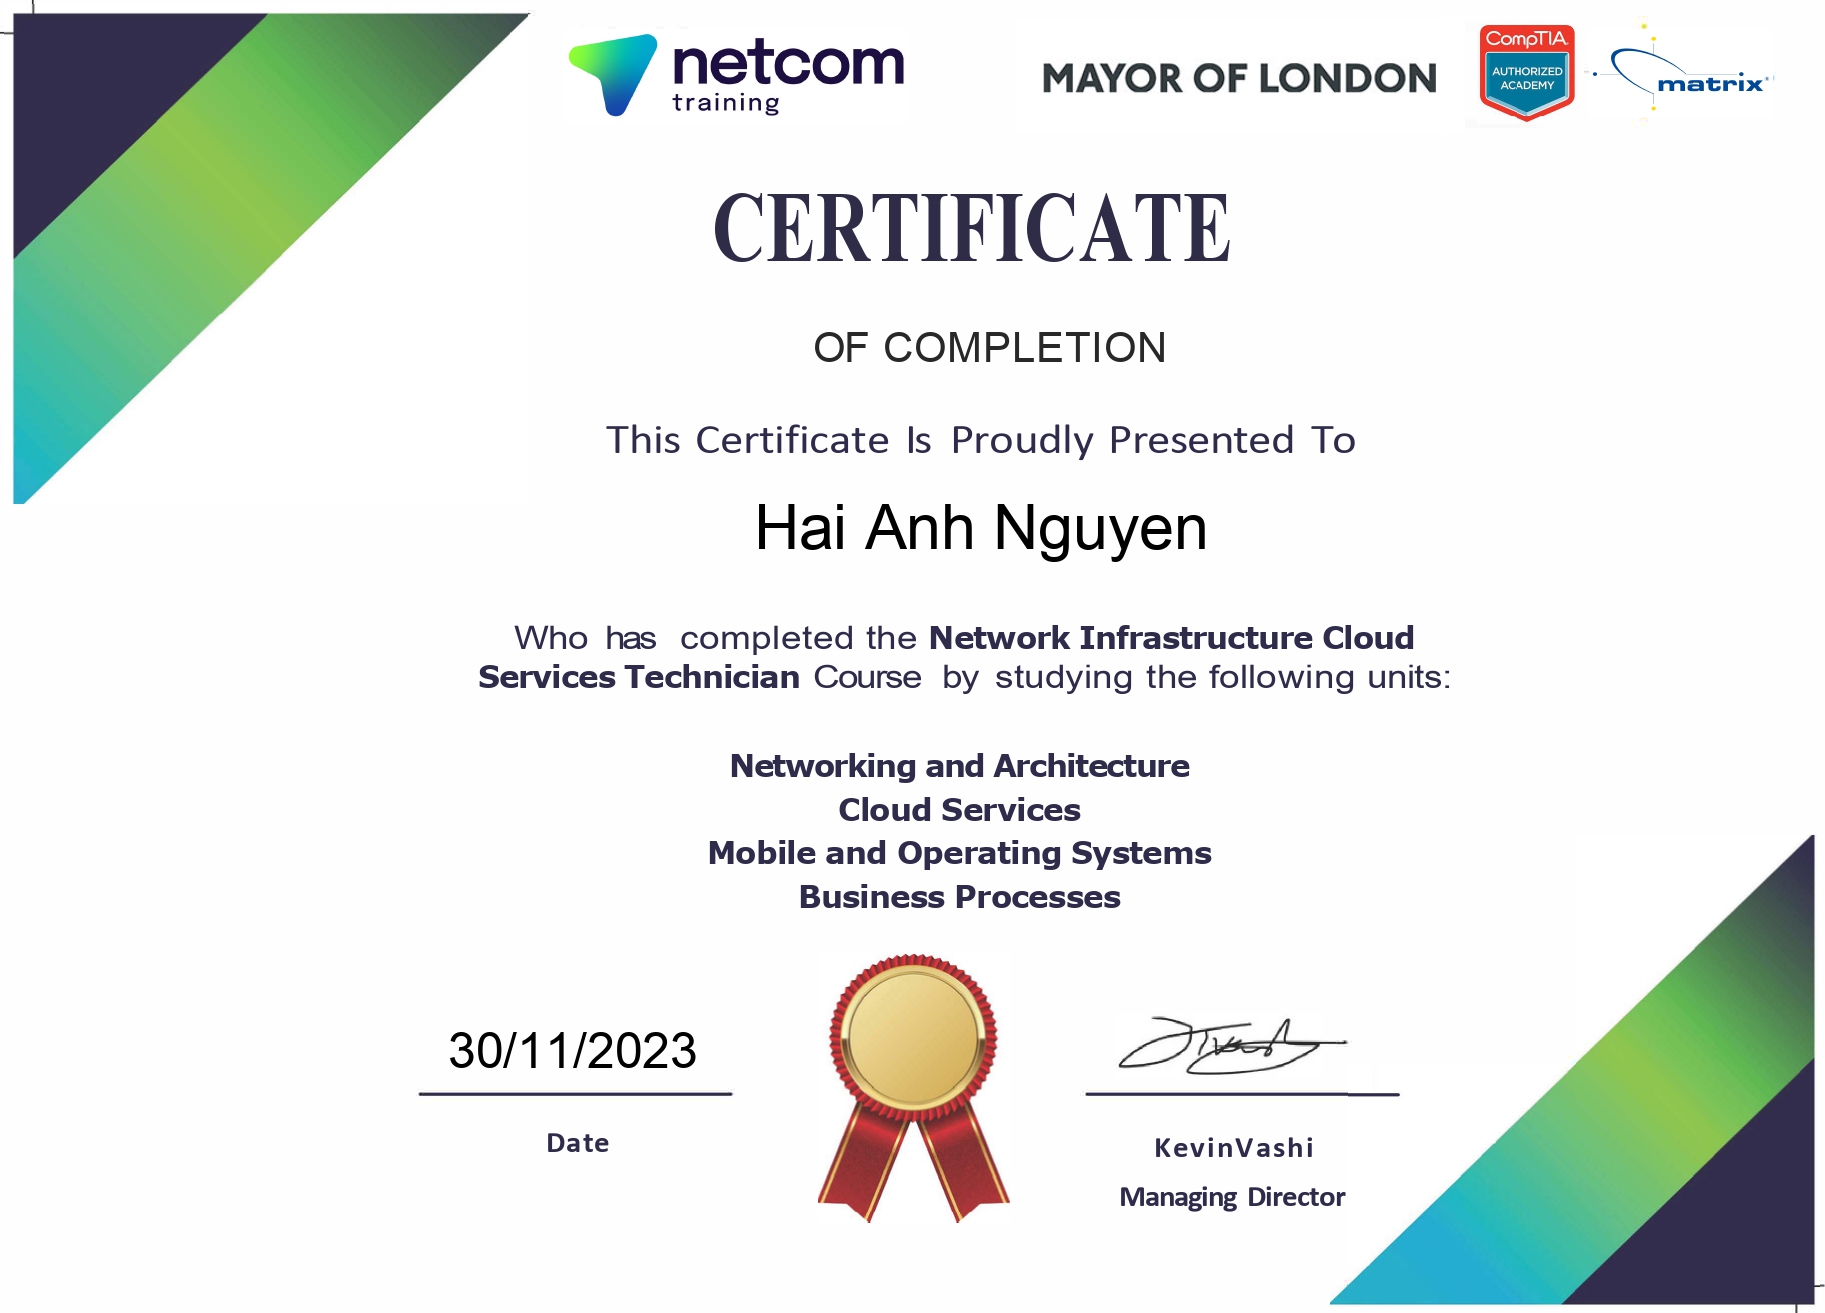 netcom
training
MAYOR OF LONDON
CompTIA
AUTHORIZED
ACADEMY
matrix
CERTIFICATE
OF COMPLETION
This Certificate Is Proudly Presented To
Hai Anh Nguyen
Who has completed the Network Infrastructure Cloud
Services Technician Course by studying the following units:
Networking and Architecture
Cloud Services
Mobile and Operating Systems
Business Processes
30/11/2023
Date
KevinVashi
Managing Director